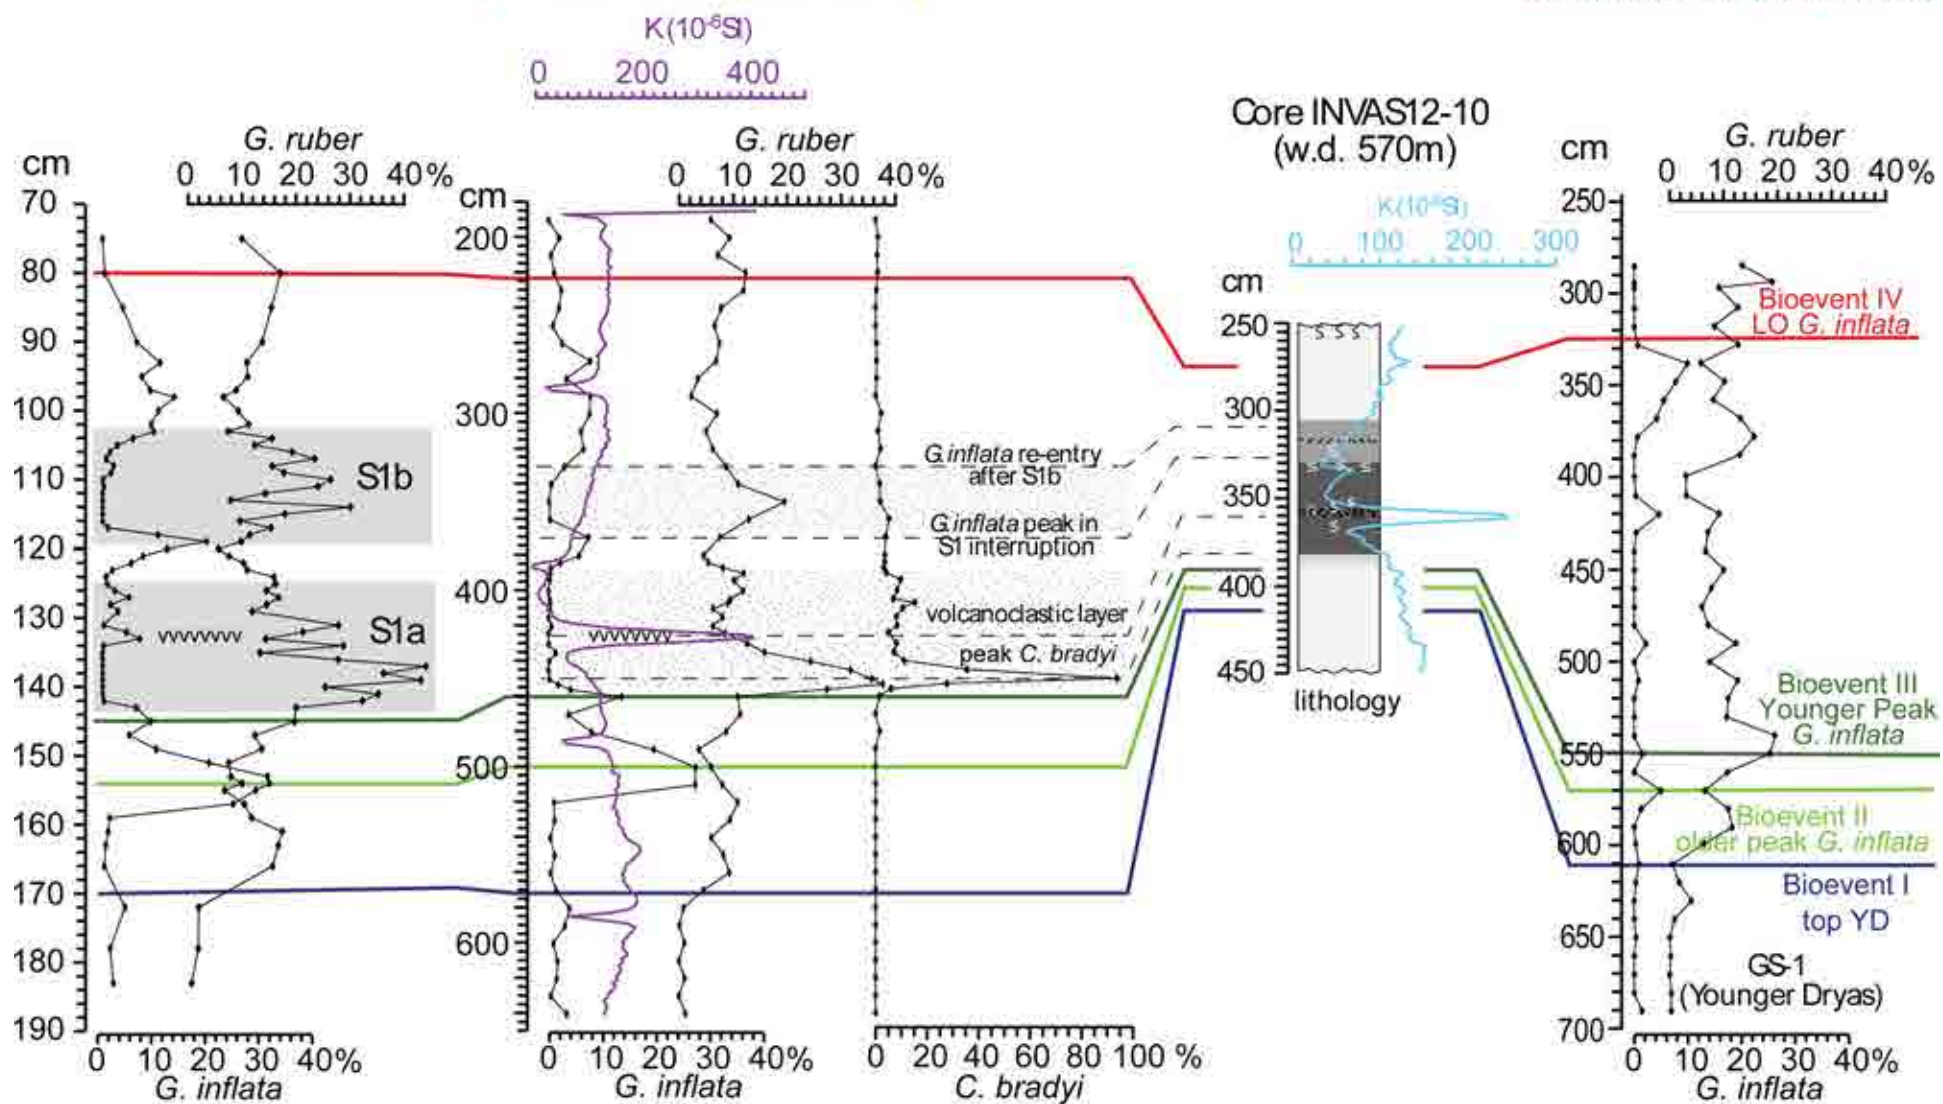 K(10⁻⁵SI)
0 200 400
G. ruber
0 10 20 30 40%
cm
70
80
90
100
110
120
130
140
150
160
170
180
190
S1b
S1a
vvvvvvvv
0 10 20 30 40%
G. inflata
G. ruber
0 10 20 30 40%
cm
200
300
400
500
600
G.inflata re-entry
after S1b
G.inflata peak in
S1 interruption
volcanoclastic layer
peak C. bradyi
vvvvvvvv
0 10 20 30 40%
G. inflata
0 20 40 60 80 100 %
C. bradyi
Core INVAS12-10
(w.d. 570m)
K(10⁻⁵SI)
0 100 200 300
cm
250
300
350
400
450
lithology
G. ruber
0 10 20 40%
cm
250
300
350
400
450
500
550
600
650
700
Bioevent IV
LO G. inflata
Bioevent III
Younger Peak
G. inflata
Bioevent II
older peak G. inflata
Bioevent I
top YD
GS-1
(Younger Dryas)
0 10 20 30 40%
G. inflata